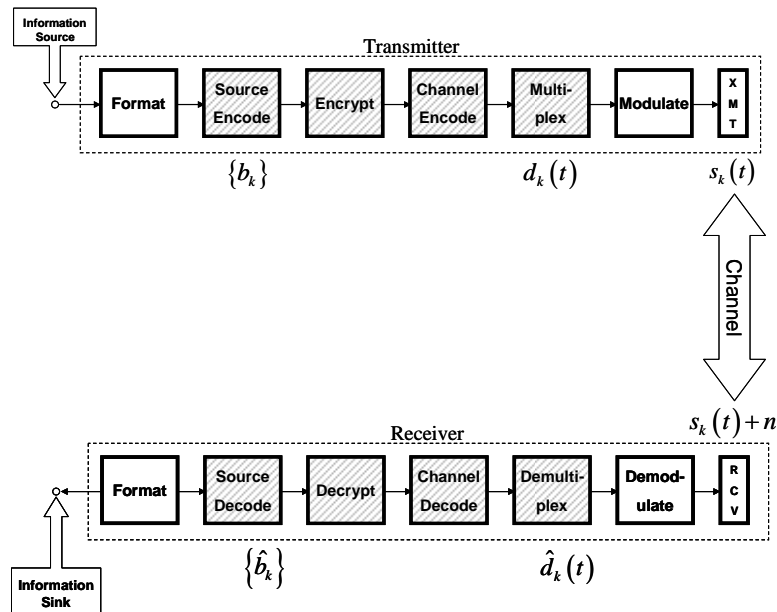 Information
Source
Transmitter
Format
Source
Encode
Encrypt
Channel
Encode
Multi-
plex
Modulate
X
M
T
{b_k}
d_k(t)
s_k(t)
Channel
s_k(t)+n
Receiver
Format
Source
Decode
Decrypt
Channel
Decode
Demulti-
plex
Demod-
ulate
R
C
V
{b̂_k}
d̂_k(t)
Information
Sink